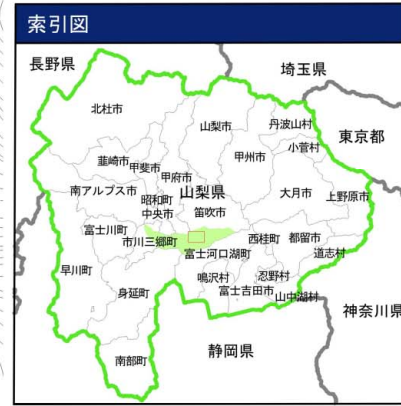 索引図
長野県
埼玉県
北杜市
山梨市
丹波山村
東京都
小菅村
甲州市
韮崎市
甲斐市
甲府市
南アルプス市
昭和町
山梨県
大月市
上野原市
中央市
笛吹市
富士川町
市川三郷町
西桂町
都留市
道志村
富士河口湖町
早川町
鳴沢村
忍野村
身延町
富士吉田市
山中湖村
神奈川県
南部町
静岡県